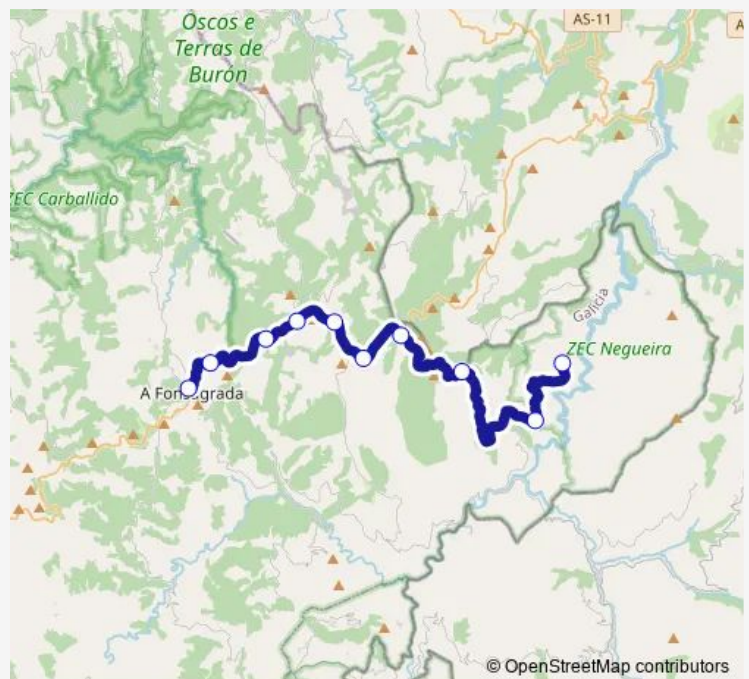 Oscos e
Terras de
Burón
AS-11
A
ZEC Carballido
Galicia
ZEC Negueira
A Fonsagrada
© OpenStreetMap contributors